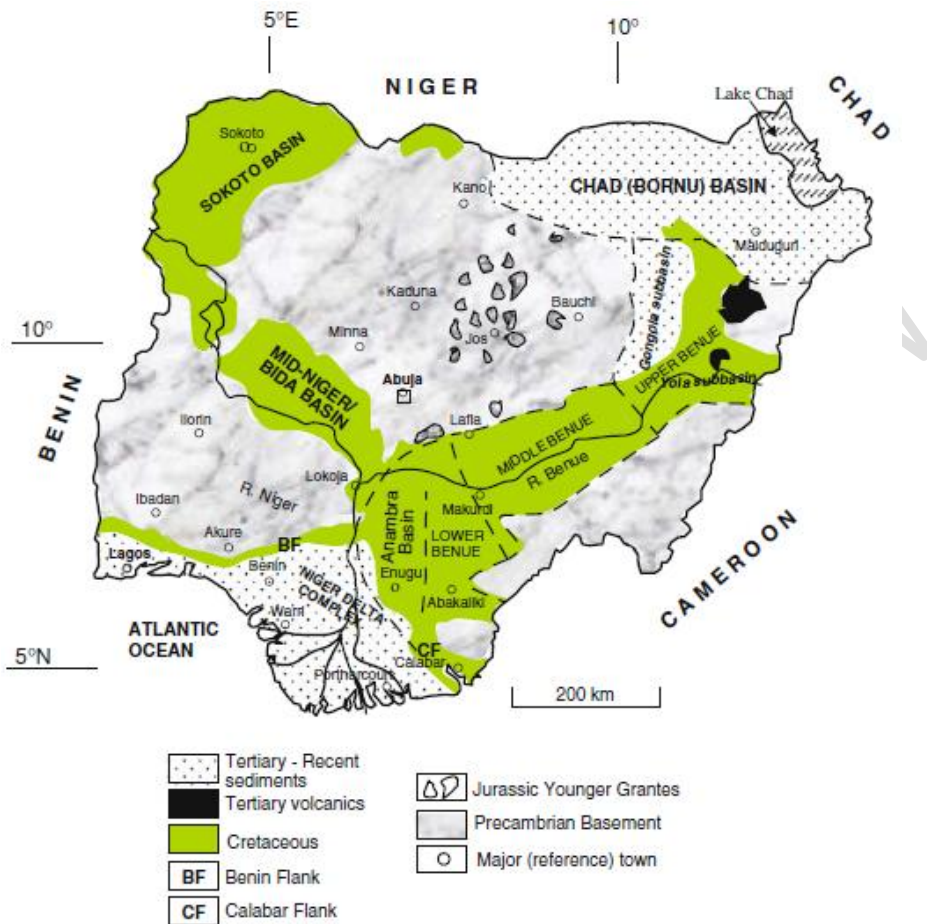 5ºE
10º
NIGER
Lake Chad
CHAD
Sokoto
SOKOTO BASIN
Kano
CHAD (BORNU) BASIN
Maiduguri
Gongola subbasin
Kaduna
Bauchi
Minna
Jos
10º
MID-NIGER/
BIDA BASIN
Abuja
UPPER BENUE
Yola subbasin
BENIN
Ilorin
Lafia
MIDDLE BENUE
R. Benue
Lokoja
R. Niger
Ibadan
Makurdi
Anambra
Basin
LOWER
BENUE
Akure
BF
Lagos
Benin
Enugu
NIGER DELTA
COMPLEX
Abakaliki
CAMEROON
Warri
ATLANTIC
OCEAN
CF
5ºN
Calabar
Portharcourt
200 km
Tertiary - Recent
sediments
Tertiary volcanics
Cretaceous
BF Benin Flank
CF Calabar Flank
Jurassic Younger Grantes
Precambrian Basement
Major (reference) town